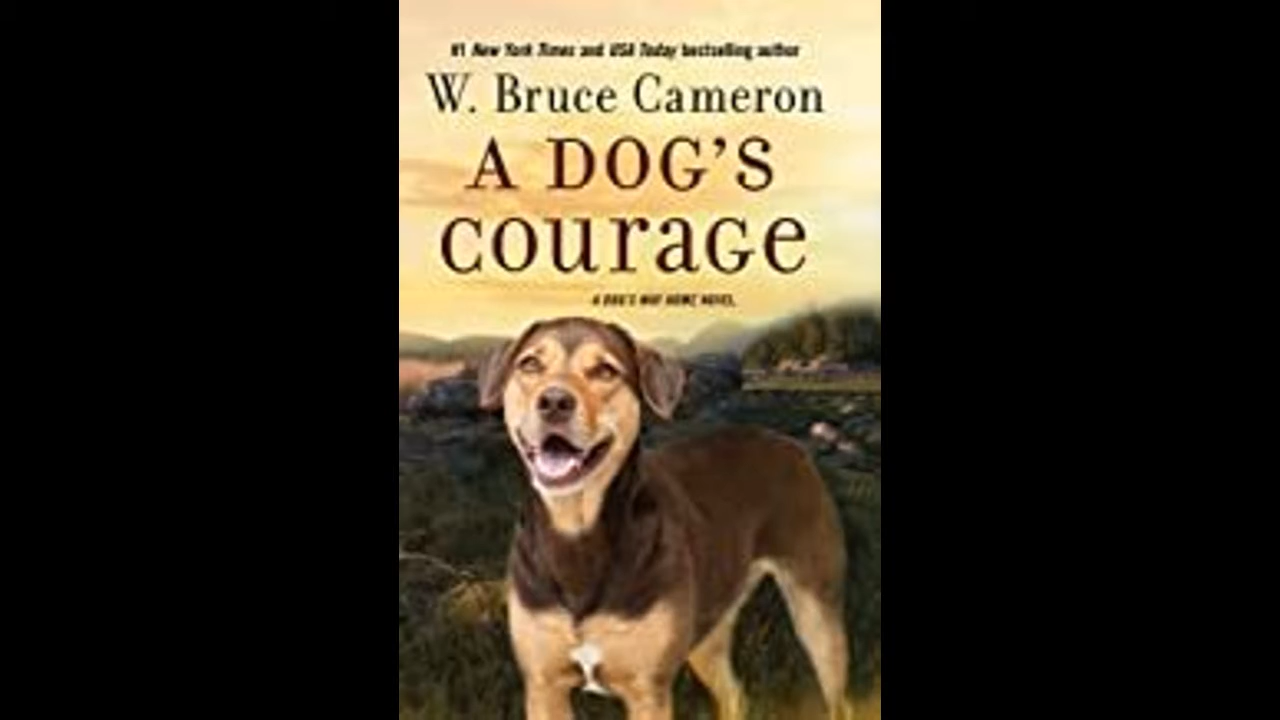 #1 New York Times and USA Today bestselling author
W. Bruce Cameron
A DOG'S
COURAGE
A DOG'S WAY HOME NOVEL